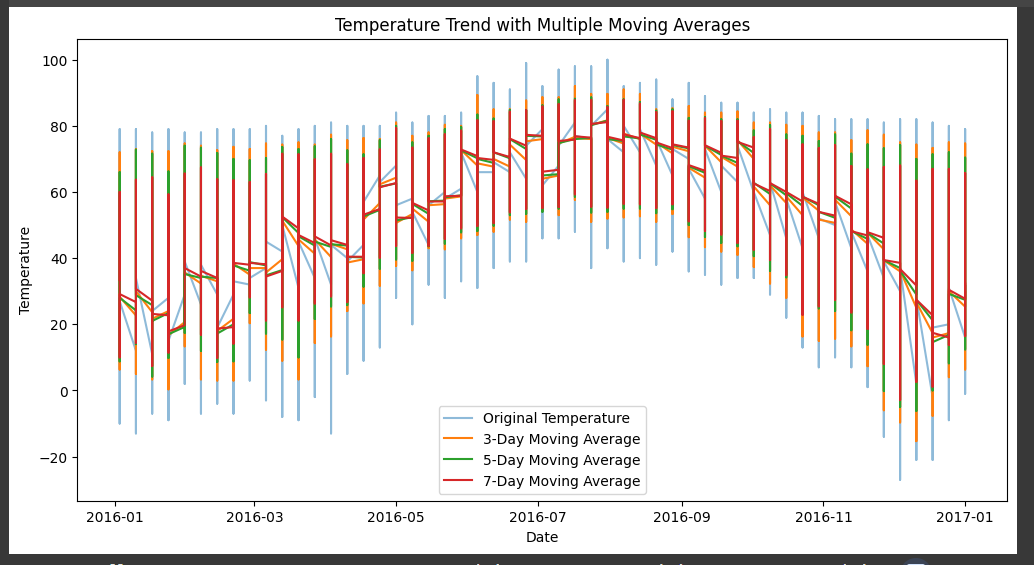 Temperature Trend with Multiple Moving Averages
Temperature
100
80
60
40
20
0
−20
Original Temperature
3-Day Moving Average
5-Day Moving Average
7-Day Moving Average
2016-01 2016-03 2016-05 2016-07 2016-09 2016-11 2017-01
Date